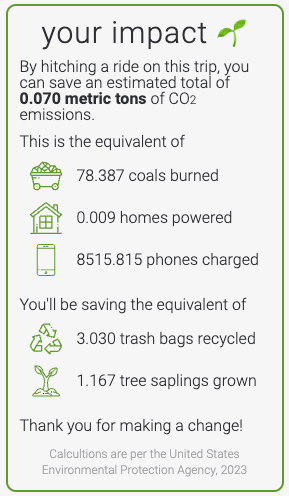 your impact
By hitching a ride on this trip, you
can save an estimated total of
0.070 metric tons of CO2
emissions.
This is the equivalent of
78.387 coals burned
0.009 homes powered
8515.815 phones charged
You'll be saving the equivalent of
3.030 trash bags recycled
1.167 tree saplings grown
Thank you for making a change!
Calcultions are per the United States
Environmental Protection Agency, 2023